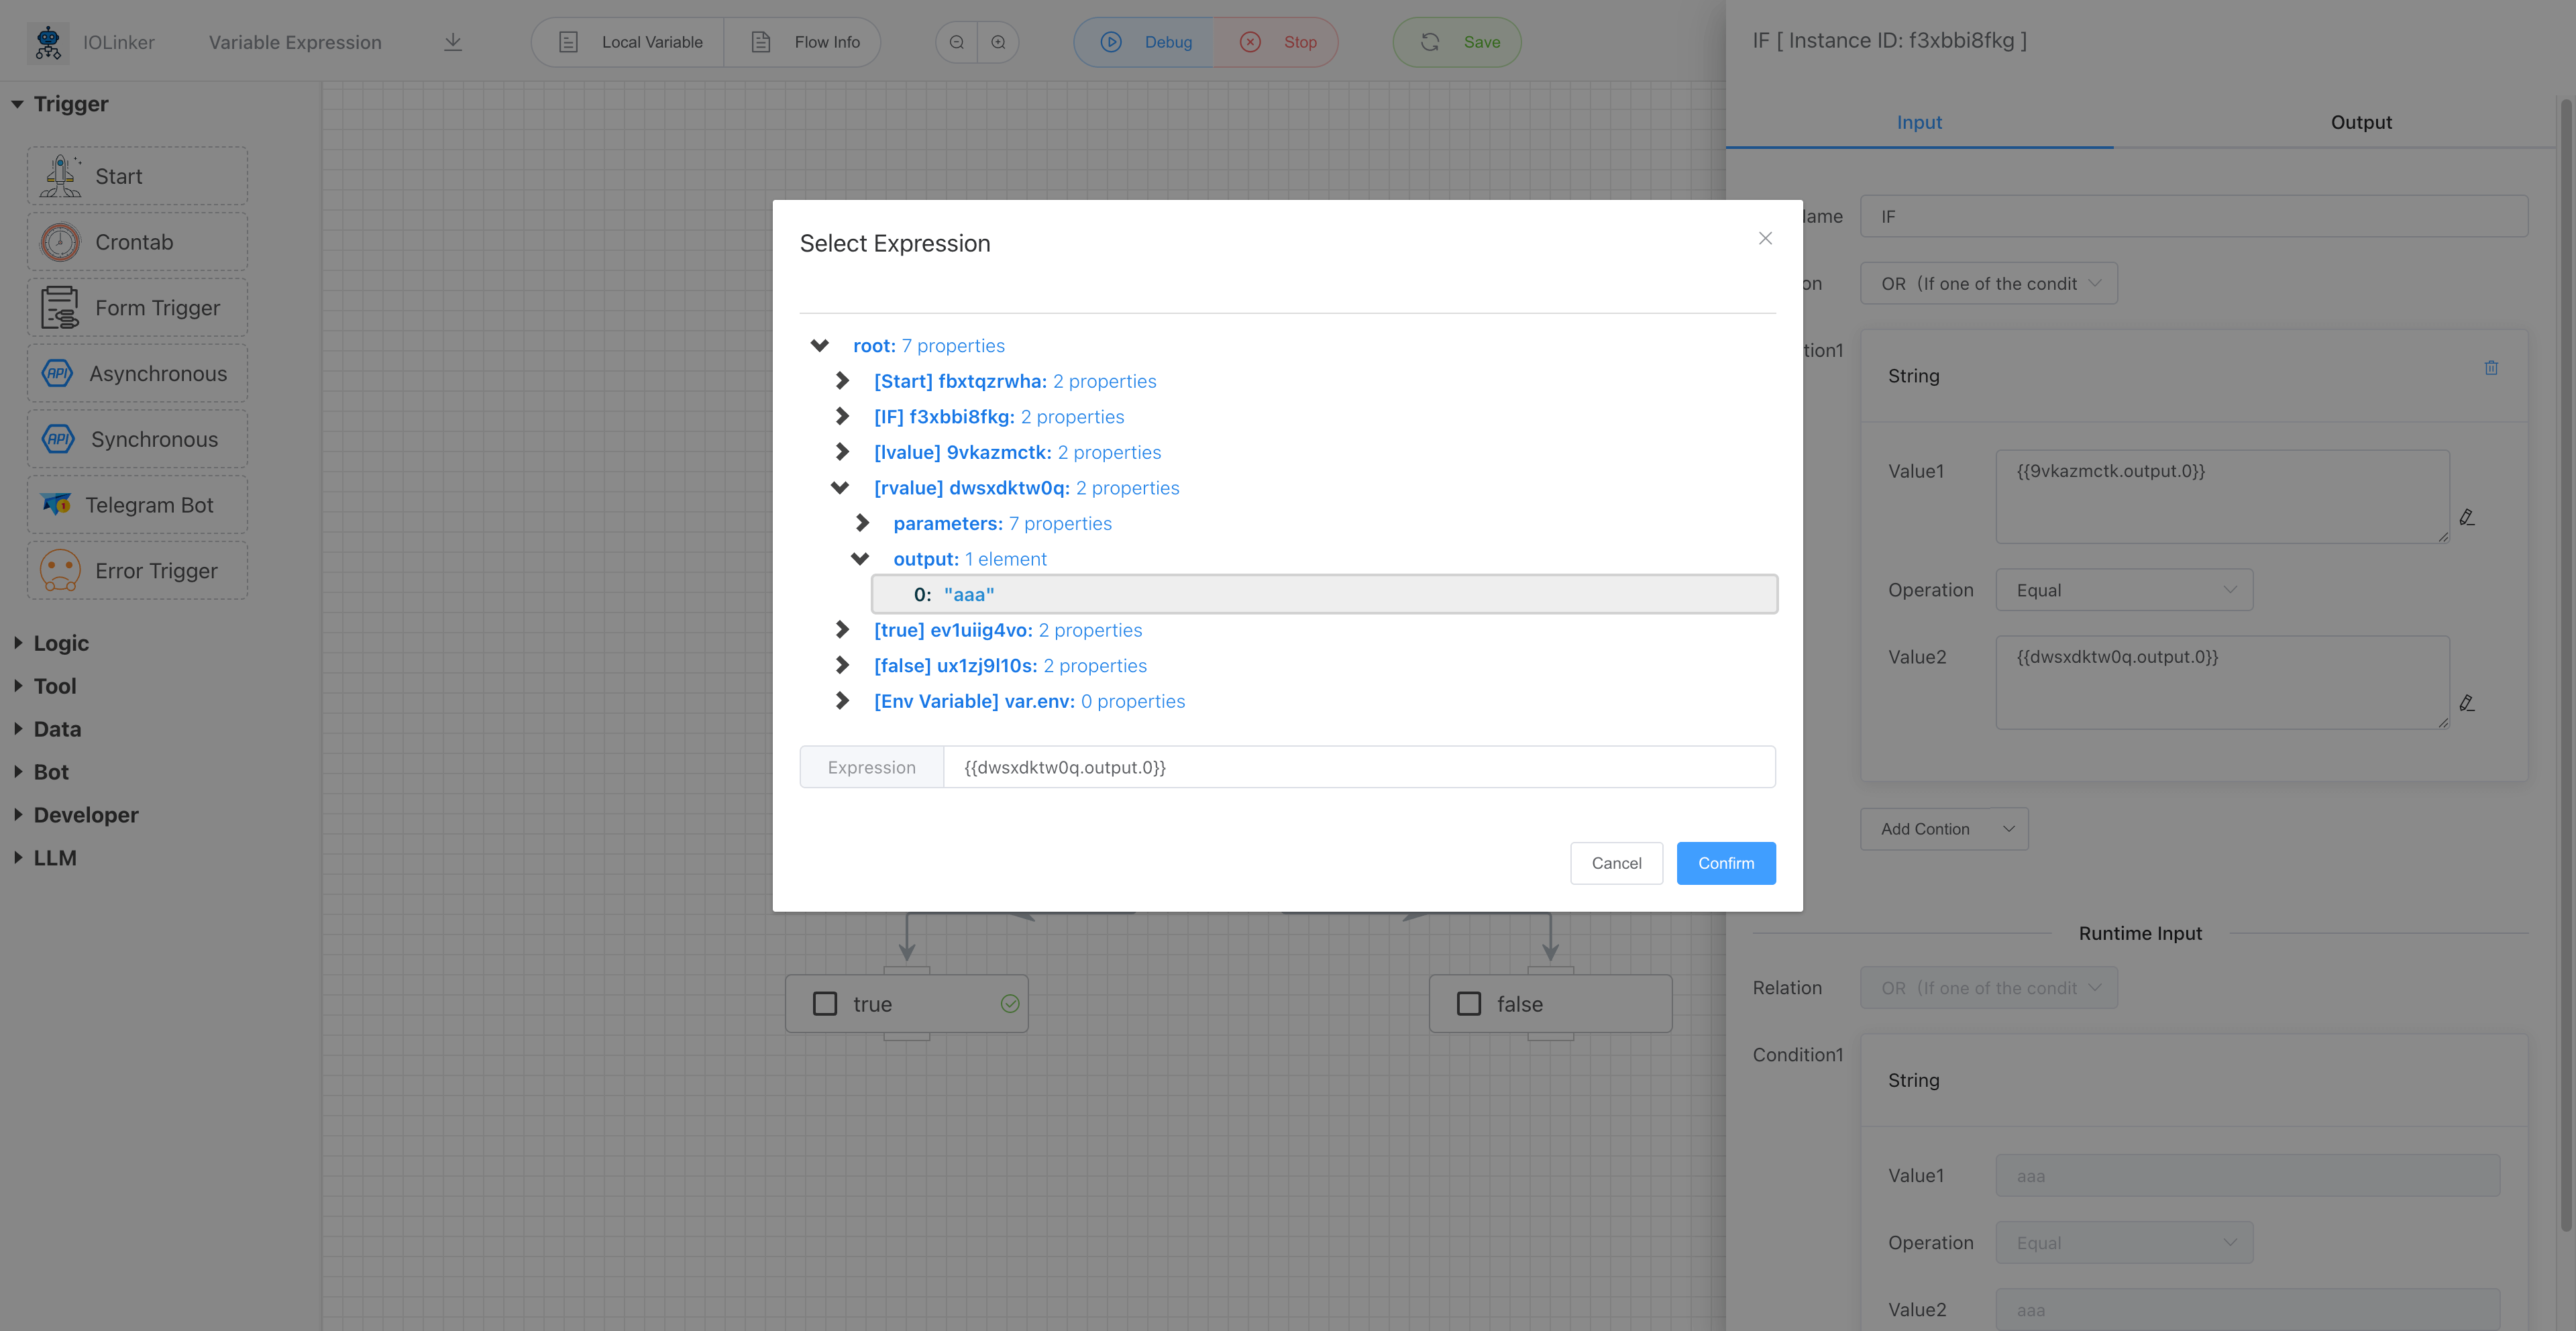 IOLinker
Variable Expression
Local Variable
Flow Info
Debug
Stop
Save
IF [ Instance ID: f3xbbi8fkg ]
Trigger
Start
Crontab
Form Trigger
API
Asynchronous
API
Synchronous
1
Telegram Bot
Error Trigger
Logic
Tool
Data
Bot
Developer
LLM
Select Expression
root: 7 properties
[Start] fbxtqzrwha: 2 properties
[IF] f3xbbi8fkg: 2 properties
[lvalue] 9vkazmctk: 2 properties
[rvalue] dwsxdktw0q: 2 properties
parameters: 7 properties
output: 1 element
0: "aaa"
[true] ev1uiig4vo: 2 properties
[false] ux1zj9l10s: 2 properties
[Env Variable] var.env: 0 properties
Expression {{dwsxdktw0q.output.0}}
Cancel
Confirm
true
false
Input
Output
ame
IF
on
OR (If one of the condit
tion1
String
Value1
{{9vkazmctk.output.0}}
Operation
Equal
Value2
{{dwsxdktw0q.output.0}}
Add Contion
Runtime Input
Relation
OR (If one of the condit
Condition1
String
Value1
aaa
Operation
Equal
Value2
aaa